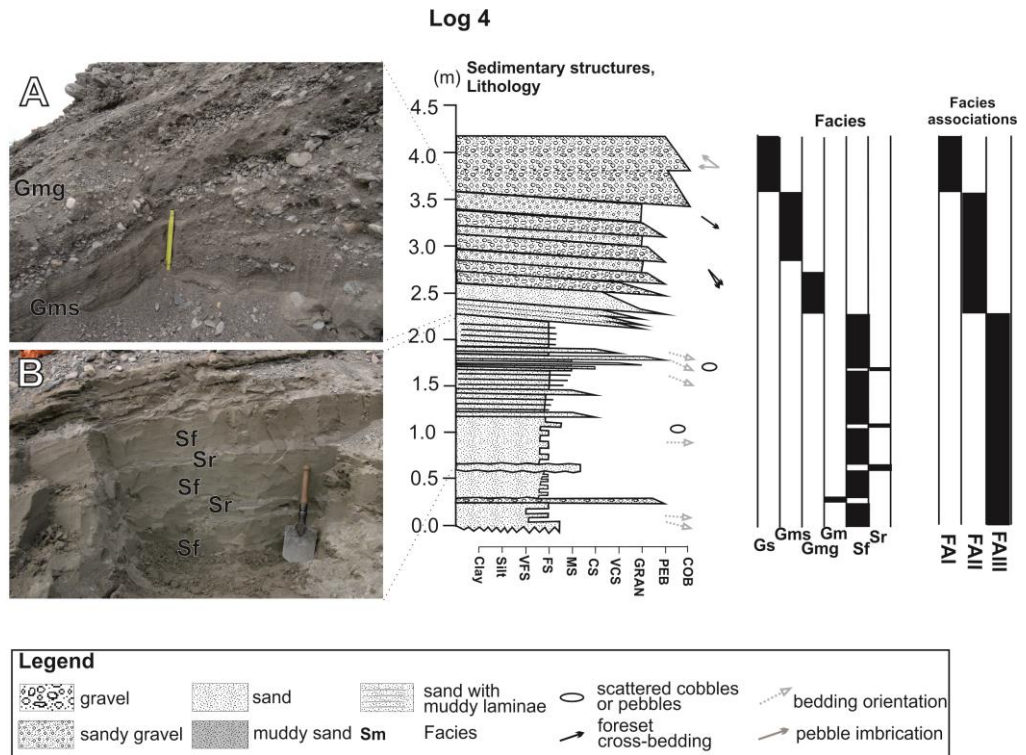 Log 4
A
Gmg
Gms
B
Sf
Sr
Sf
Sr
Sf
(m)
Sedimentary structures,
Lithology
4.5
4.0
3.5
3.0
2.5
2.0
1.5
1.0
0.5
0.0
Clay
Silt
VFS
FS
MS
CS
VCS
GRAN
PEB
COB
Facies
Gs
Gms
Gmg
Gm
Sf
Sr
Facies
associations
FAI
FAII
FAIII
Legend
gravel
sand
sand with
muddy laminae
scattered cobbles
or pebbles
bedding orientation
sandy gravel
muddy sand
Sm Facies
foreset
cross-bedding
pebble imbrication